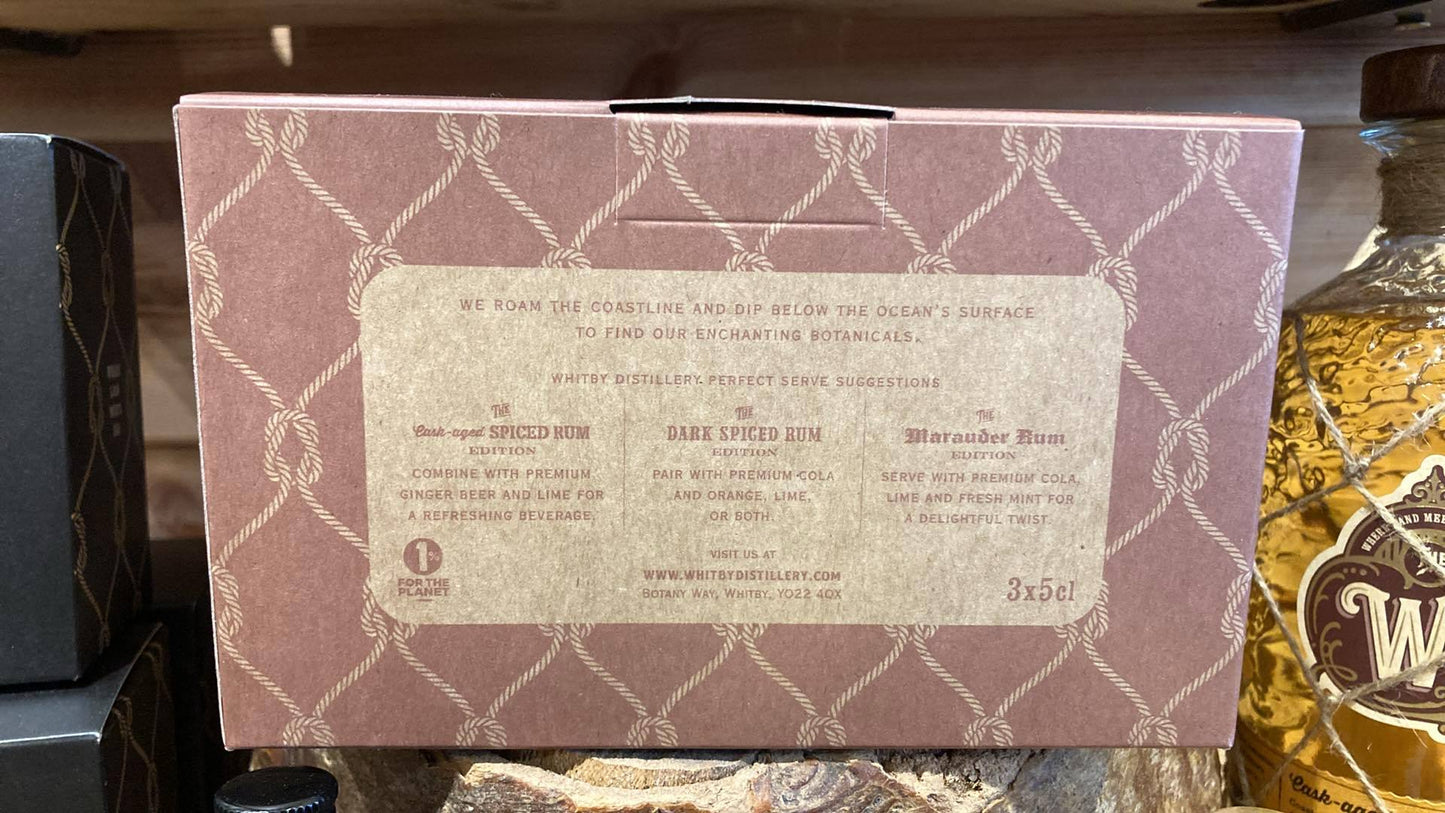 WE ROAM THE COASTLINE AND DIP BELOW THE OCEAN'S SURFACE
TO FIND OUR ENCHANTING BOTANICALS.
WHITBY DISTILLERY PERFECT SERVE SUGGESTIONS
THE
Cask-aged SPICED RUM
EDITION
COMBINE WITH PREMIUM
GINGER BEER AND LIME FOR
A REFRESHING BEVERAGE.
THE
DARK SPICED RUM
EDITION
PAIR WITH PREMIUM COLA
AND ORANGE, LIME,
OR BOTH.
THE
Marauder Rum
EDITION
SERVE WITH PREMIUM COLA,
LIME AND FRESH MINT FOR
A DELIGHTFUL TWIST.
1%
FOR THE
PLANET
VISIT US AT
WWW.WHITBYDISTILLERY.COM
BOTANY WAY, WHITBY, YO22 4QX
3x5cl
AND
W